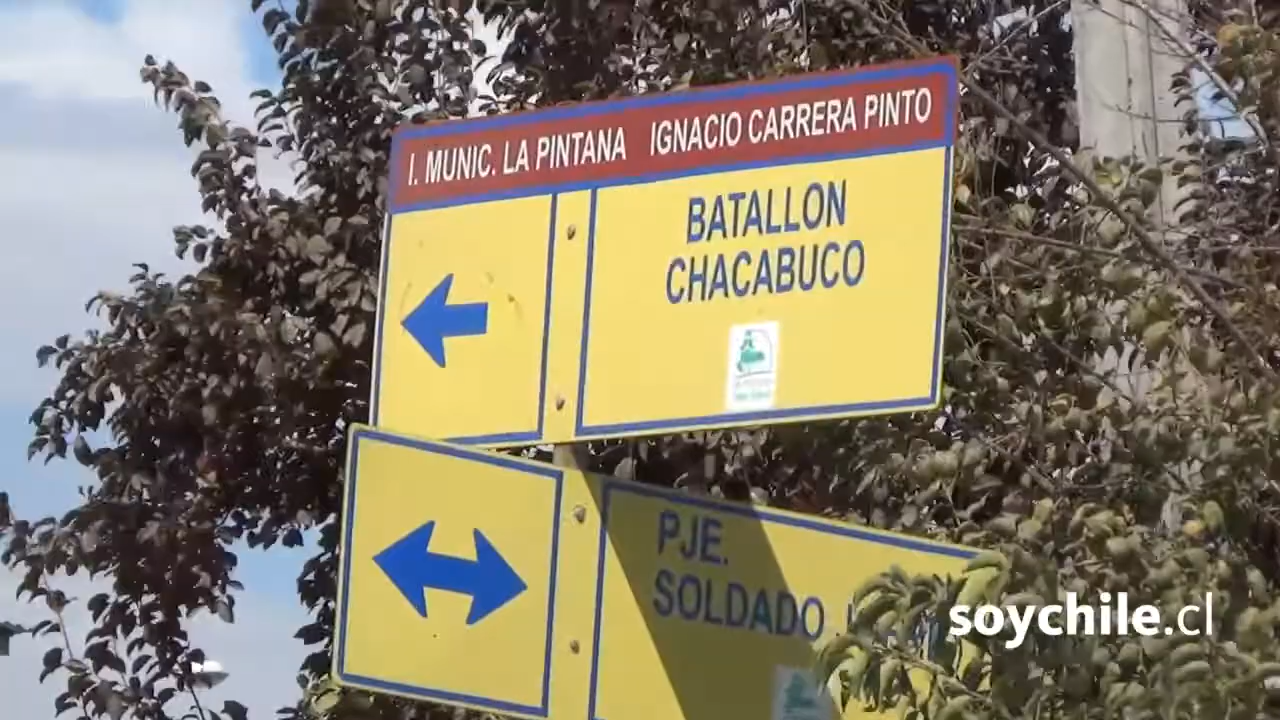 I. MUNIC. LA PINTANA IGNACIO CARRERA PINTO
BATALLON
CHACABUCO
PJE.
SOLDADO
soychile.cl